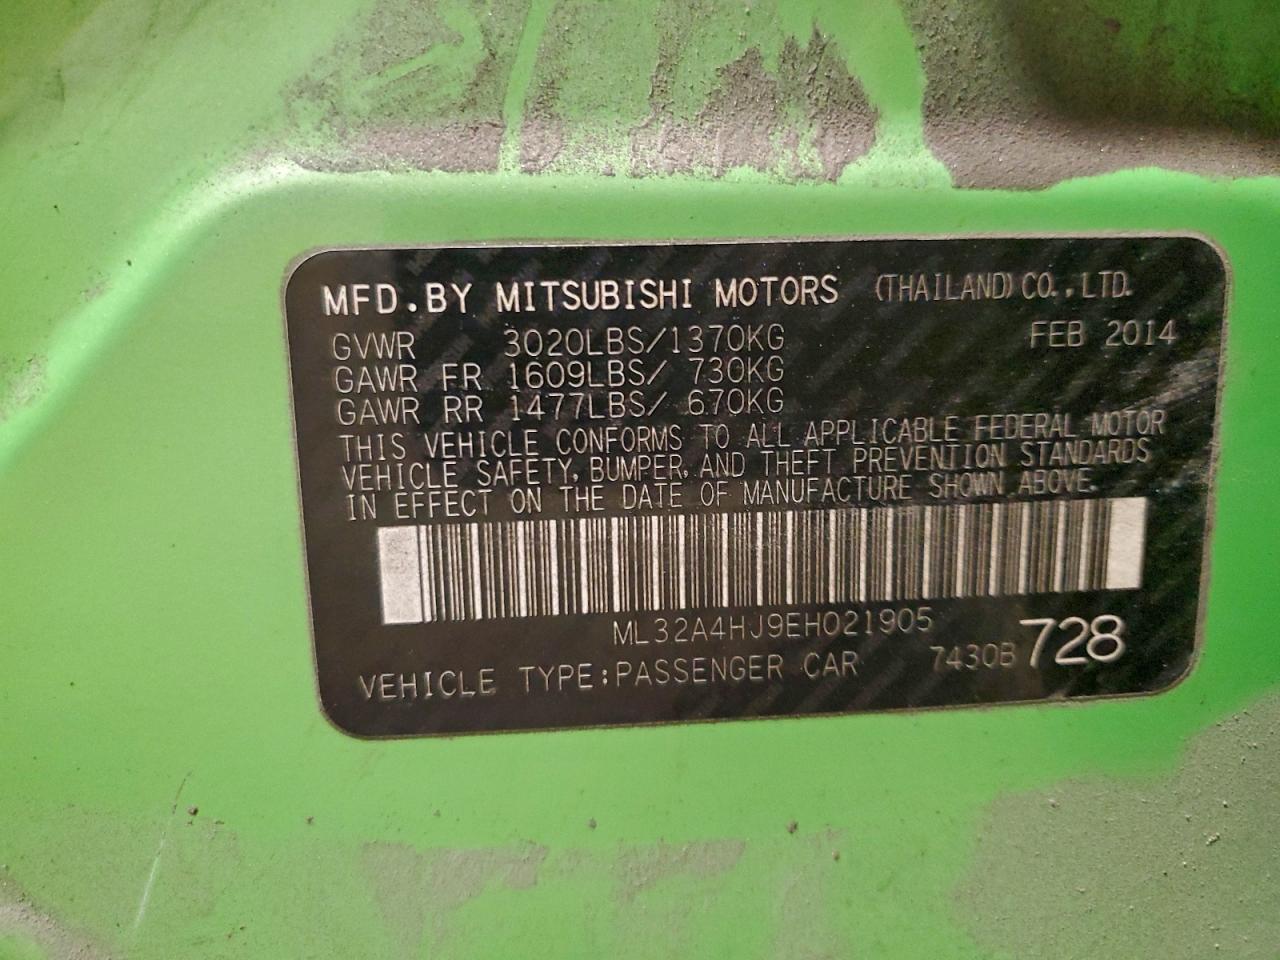 MFD.BY MITSUBISHI MOTORS (THAILAND) CO.,LTD.
GVWR 3020LBS/1370KG FEB 2014
GAWR FR 1609LBS/ 730KG
GAWR RR 1477LBS/ 670KG
THIS VEHICLE CONFORMS TO ALL APPLICABLE FEDERAL MOTOR
VEHICLE SAFETY, BUMPER, AND THEFT PREVENTION STANDARDS
IN EFFECT ON THE DATE OF MANUFACTURE SHOWN ABOVE.
ML32A4HJ9EH021905
VEHICLE TYPE:PASSENGER CAR 7430B 728